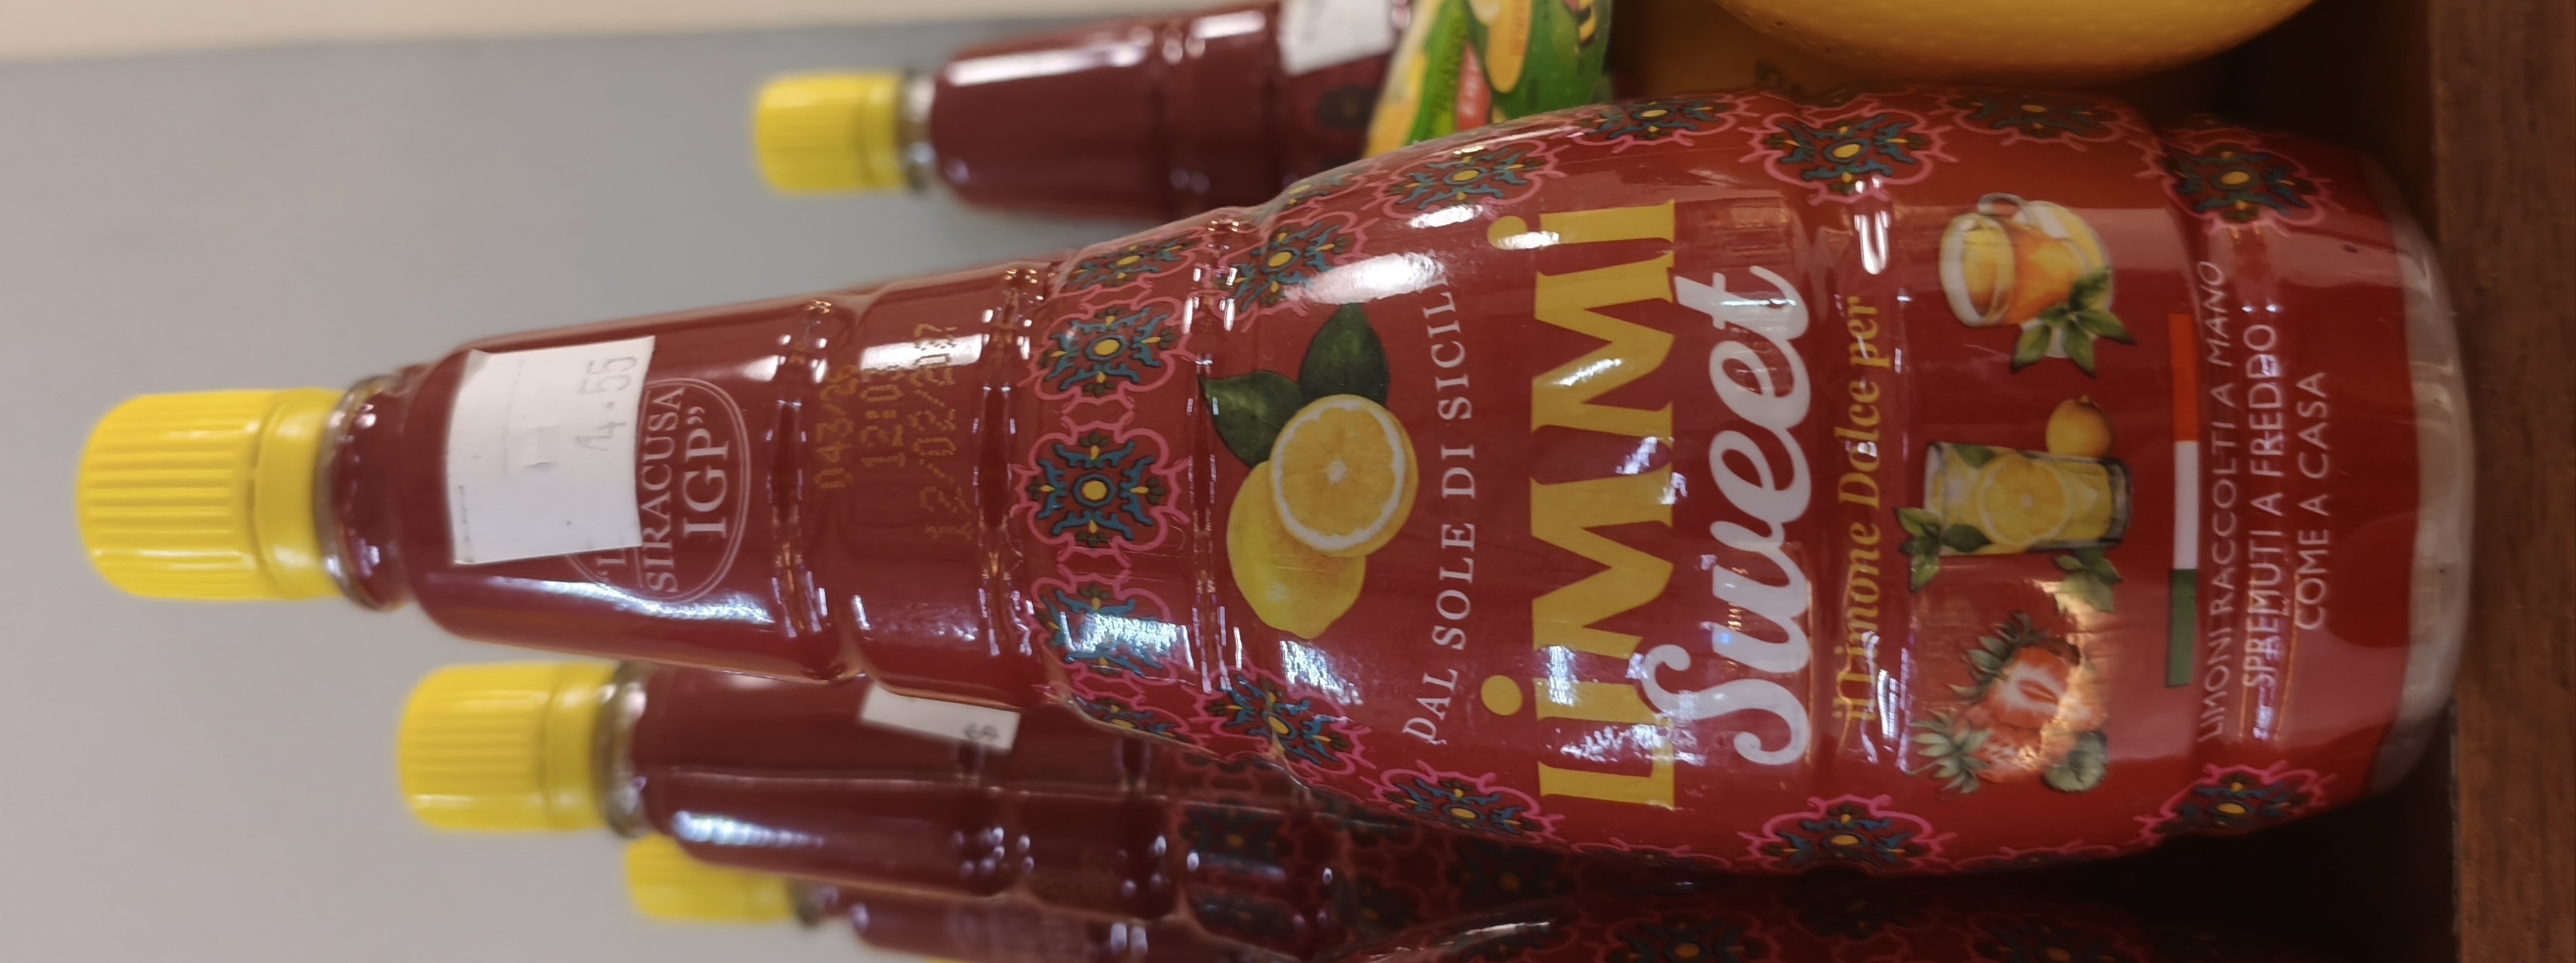 4.55
SIRACUSA
IGP”
DAL SOLE DI SICILI
LiMMi
Sweet
il Limone Dolce per
LIMONI RACCOLTI A MANO
SPREMUTI A FREDDO
COME A CASA